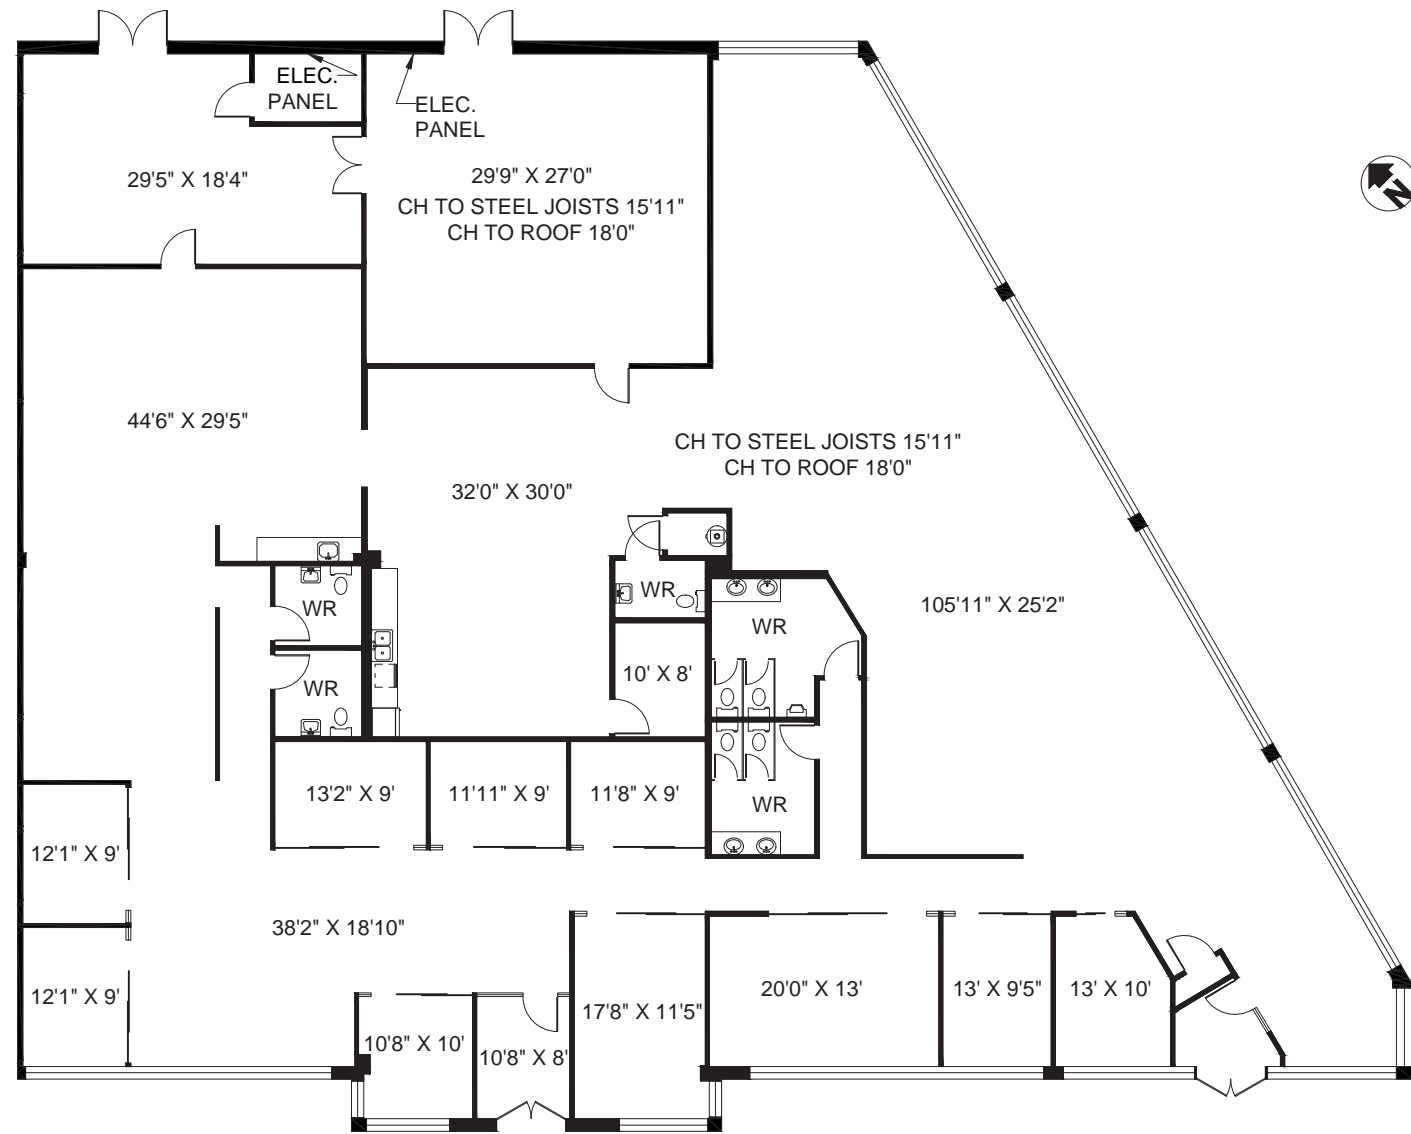 ELEC.
PANEL
ELEC.
PANEL
29'5" X 18'4"
29'9" X 27'0"
CH TO STEEL JOISTS 15'11"
CH TO ROOF 18'0"
N
44'6" X 29'5"
CH TO STEEL JOISTS 15'11"
CH TO ROOF 18'0"
32'0" X 30'0"
WR
WR
105'11" X 25'2"
WR
10' X 8'
WR
13'2" X 9'
11'11" X 9'
11'8" X 9'
WR
12'1" X 9'
38'2" X 18'10"
12'1" X 9'
20'0" X 13'
13' X 9'5"
13' X 10'
17'8" X 11'5"
10'8" X 10'
10'8" X 8'